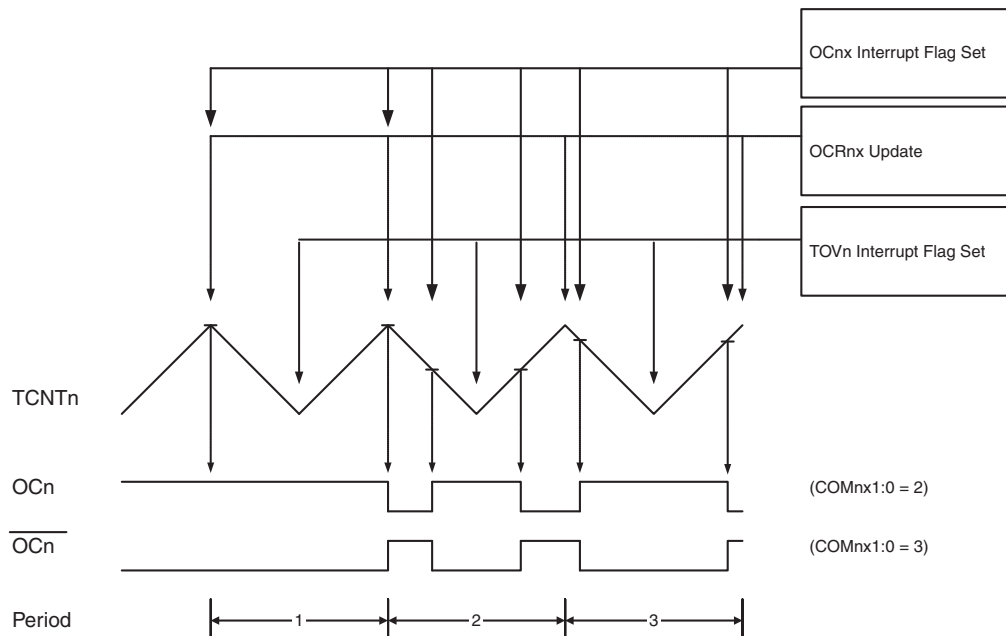 OCnx Interrupt Flag Set
OCRnx Update
TOVn Interrupt Flag Set
TCNTn
OCn
(COMnx1:0 = 2)
OCn
(COMnx1:0 = 3)
Period
1
2
3